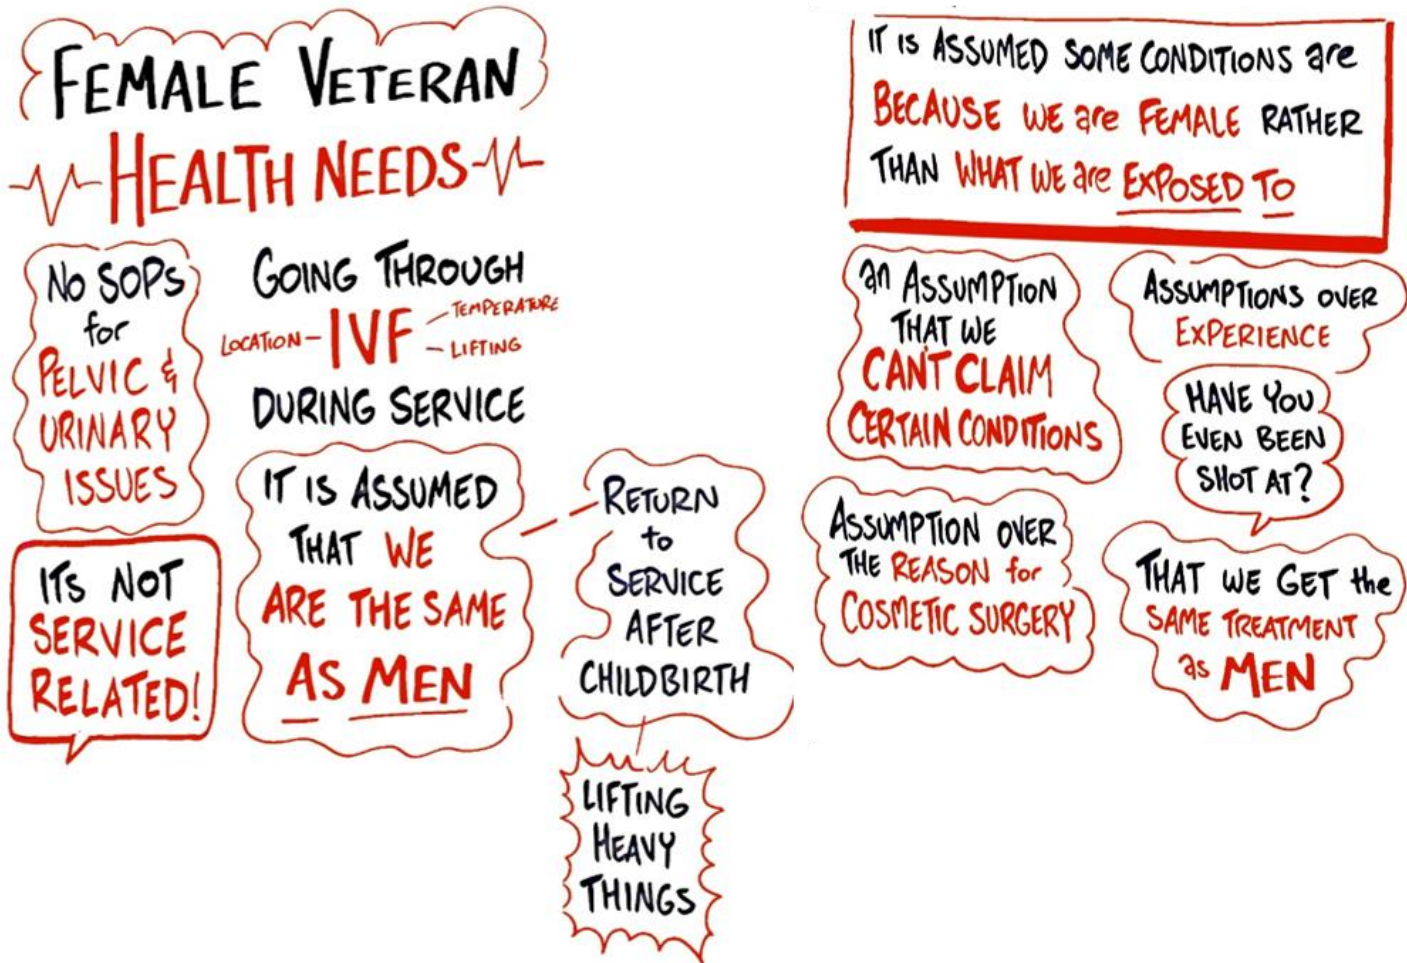 FEMALE VETERAN
HEALTH NEEDS
NO SOPs
for
PELVIC &
URINARY
ISSUES
ITS NOT
SERVICE
RELATED!
GOING THROUGH
LOCATION - IVF - TEMPERATURE
- LIFTING
DURING SERVICE
IT IS ASSUMED
THAT WE
ARE THE SAME
AS MEN
RETURN
to
SERVICE
AFTER
CHILDBIRTH
LIFTING
HEAVY
THINGS
IT IS ASSUMED SOME CONDITIONS are
BECAUSE WE are FEMALE RATHER
THAN WHAT WE are EXPOSED TO
an ASSUMPTION
THAT WE
CAN'T CLAIM
CERTAIN CONDITIONS
ASSUMPTIONS OVER
EXPERIENCE
HAVE YOU
EVEN BEEN
SHOT AT?
ASSUMPTION OVER
THE REASON for
COSMETIC SURGERY
THAT WE GET the
SAME TREATMENT
as MEN